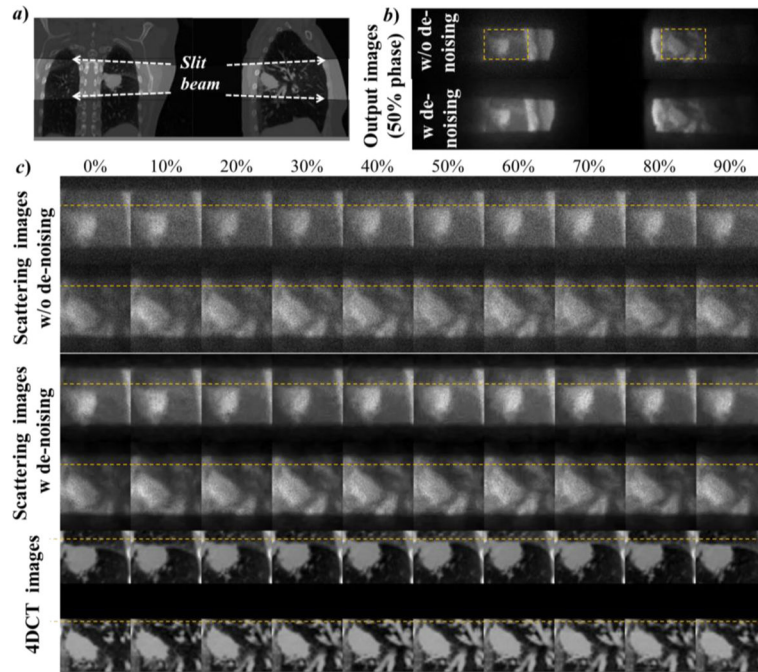 a)
Slit
beam
b)
Output images
(50% phase)
w/o de-
noising
w de-
noising
c)
0% 10% 20% 30% 40% 50% 60% 70% 80% 90%
Scattering images
w/o de-noising
Scattering images
w de-noising
4DCT images